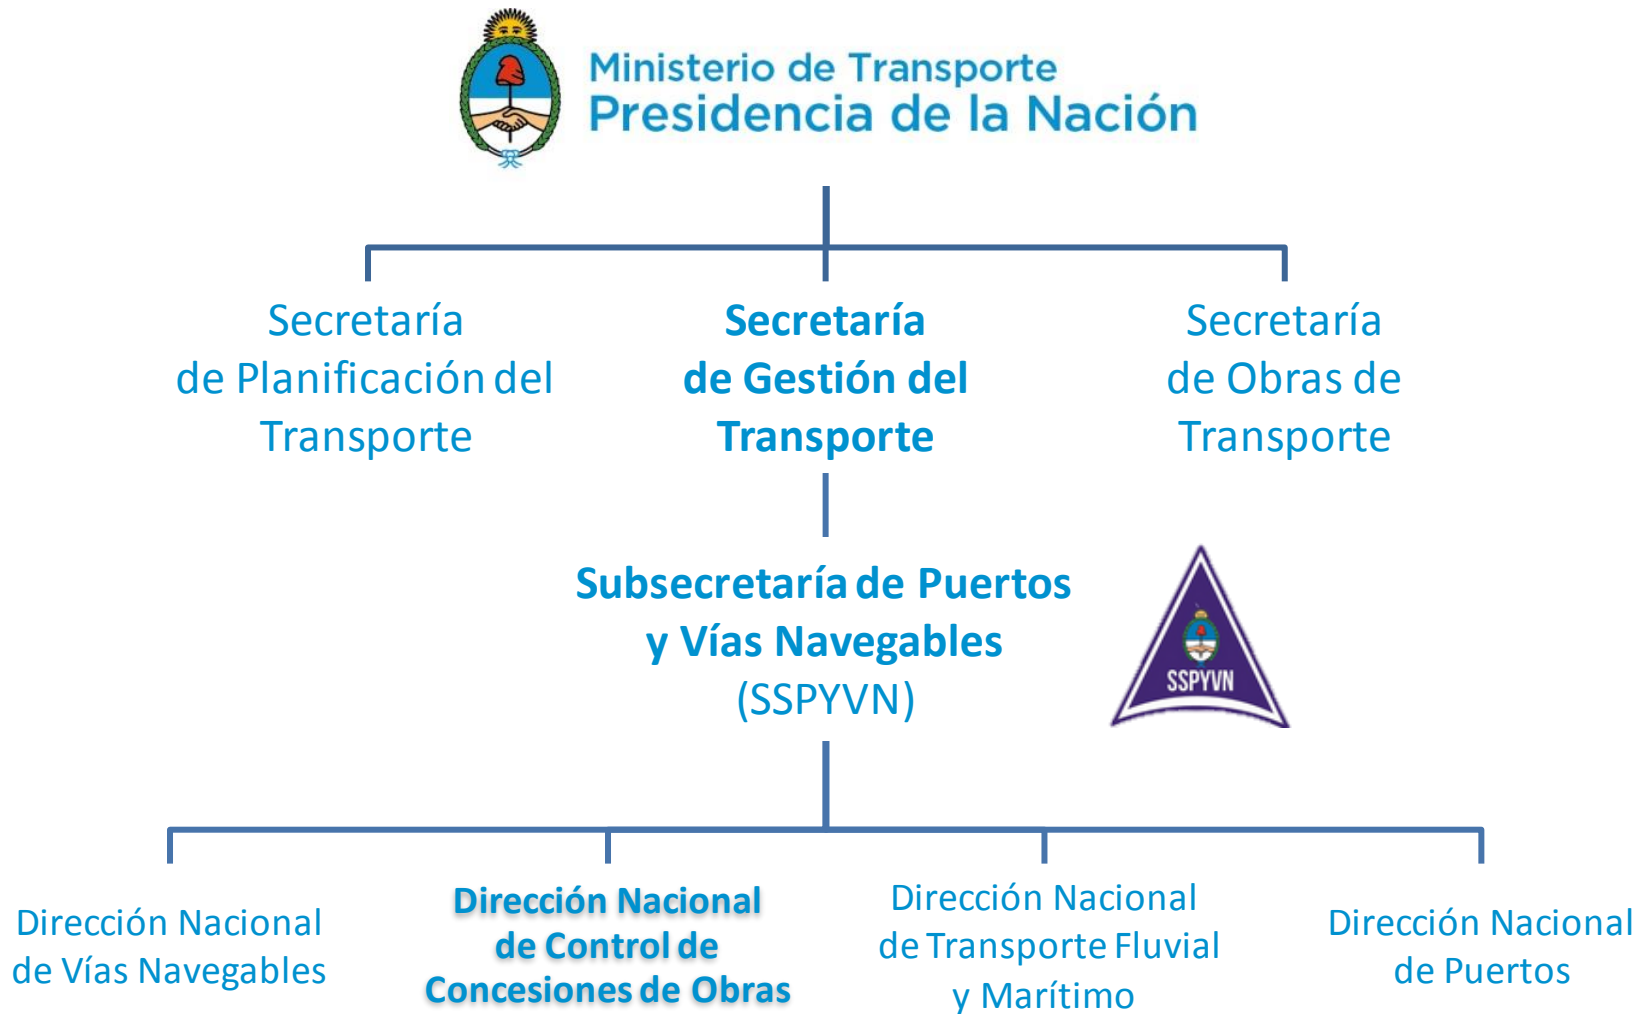 Ministerio de Transporte
Presidencia de la Nación
Secretaría
de Planificación del
Transporte
Secretaría
de Gestión del
Transporte
Secretaría
de Obras de
Transporte
Subsecretaría de Puertos
y Vías Navegables
(SSPYVN)
SSPYVN
Dirección Nacional
de Vías Navegables
Dirección Nacional
de Control de
Concesiones de Obras
Dirección Nacional
de Transporte Fluvial
y Marítimo
Dirección Nacional
de Puertos